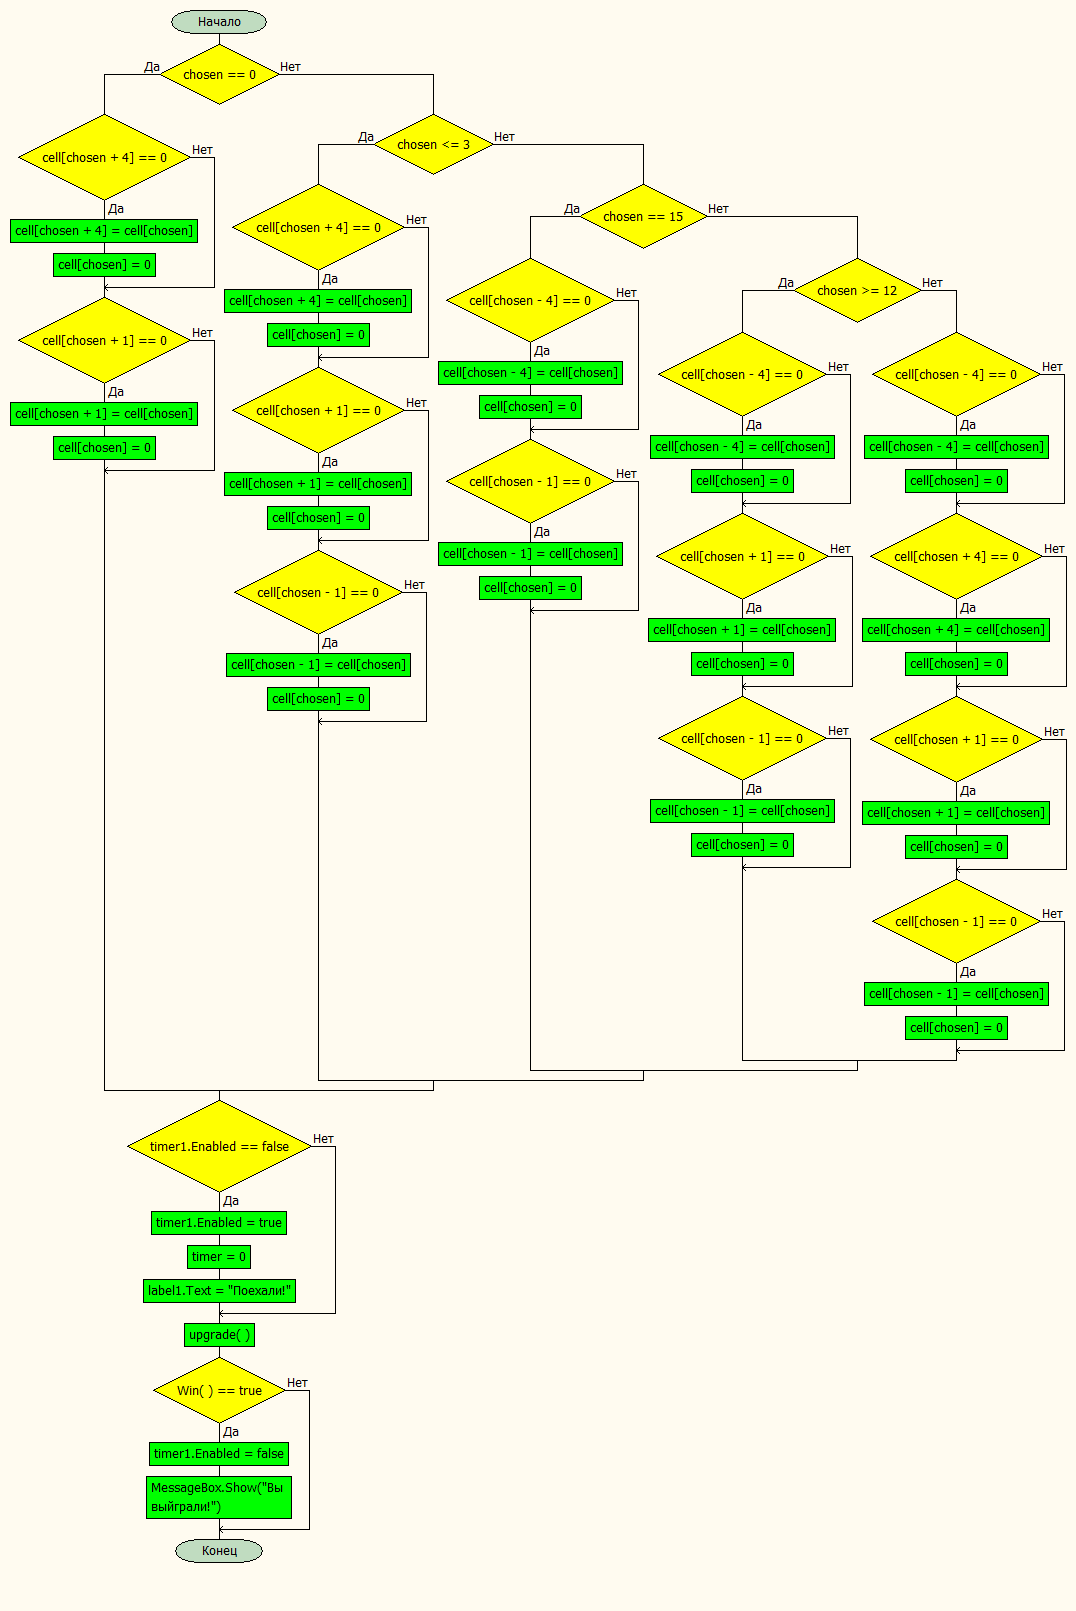 Начало
Да
Нет
chosen == 0
Да
Нет
chosen <= 3
cell[chosen + 4] == 0
Нет
Да
cell[chosen + 4] = cell[chosen]
cell[chosen] = 0
cell[chosen + 1] == 0
Нет
Да
cell[chosen + 1] = cell[chosen]
cell[chosen] = 0
cell[chosen + 4] == 0
Нет
Да
cell[chosen + 4] = cell[chosen]
cell[chosen] = 0
cell[chosen + 1] == 0
Нет
Да
cell[chosen + 1] = cell[chosen]
cell[chosen] = 0
cell[chosen - 1] == 0
Нет
Да
cell[chosen - 1] = cell[chosen]
cell[chosen] = 0
Да
Нет
chosen == 15
cell[chosen - 4] == 0
Нет
Да
cell[chosen - 4] = cell[chosen]
cell[chosen] = 0
cell[chosen - 1] == 0
Нет
Да
cell[chosen - 1] = cell[chosen]
cell[chosen] = 0
Да
Нет
chosen >= 12
cell[chosen - 4] == 0
Нет
Да
cell[chosen - 4] = cell[chosen]
cell[chosen] = 0
cell[chosen + 1] == 0
Нет
Да
cell[chosen + 1] = cell[chosen]
cell[chosen] = 0
cell[chosen - 1] == 0
Нет
Да
cell[chosen - 1] = cell[chosen]
cell[chosen] = 0
cell[chosen - 4] == 0
Нет
Да
cell[chosen - 4] = cell[chosen]
cell[chosen] = 0
cell[chosen + 4] == 0
Нет
Да
cell[chosen + 4] = cell[chosen]
cell[chosen] = 0
cell[chosen + 1] == 0
Нет
Да
cell[chosen + 1] = cell[chosen]
cell[chosen] = 0
cell[chosen - 1] == 0
Нет
Да
cell[chosen - 1] = cell[chosen]
cell[chosen] = 0
timer1.Enabled == false
Нет
Да
timer1.Enabled = true
timer = 0
label1.Text = "Поехали!"
upgrade( )
Win( ) == true
Нет
Да
timer1.Enabled = false
MessageBox.Show("Вы
выйграли!")
Конец